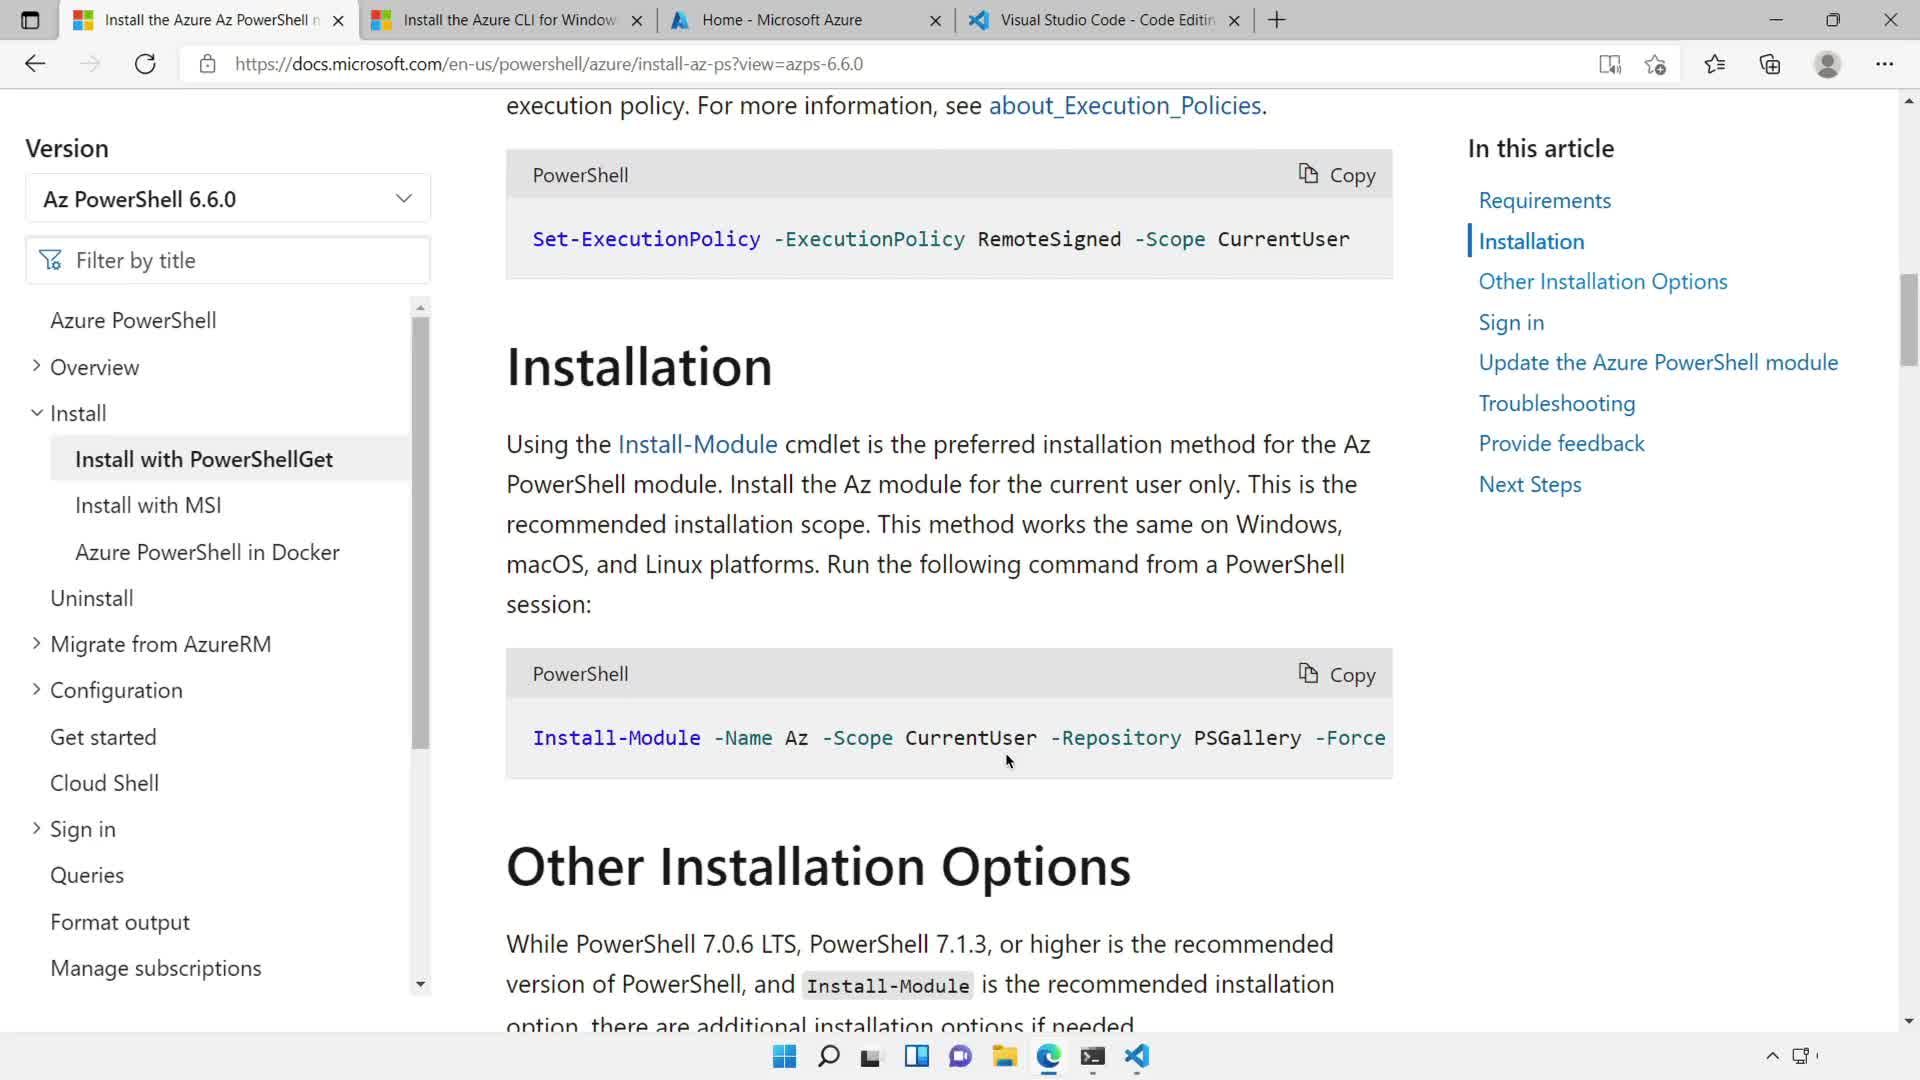 Install the Azure Az PowerShell
Install the Azure CLI for Window
Home - Microsoft Azure
Visual Studio Code - Code Editin
https://docs.microsoft.com/en-us/powershell/azure/install-az-ps?view=azps-6.6.0
Version
Az PowerShell 6.6.0
Filter by title
Azure PowerShell
Overview
Install
Install with PowerShellGet
Install with MSI
Azure PowerShell in Docker
Uninstall
Migrate from AzureRM
Configuration
Get started
Cloud Shell
Sign in
Queries
Format output
Manage subscriptions
execution policy. For more information, see about_Execution_Policies.
PowerShell
Copy
Set-ExecutionPolicy -ExecutionPolicy RemoteSigned -Scope CurrentUser
Installation
Using the Install-Module cmdlet is the preferred installation method for the Az
PowerShell module. Install the Az module for the current user only. This is the
recommended installation scope. This method works the same on Windows,
macOS, and Linux platforms. Run the following command from a PowerShell
session:
PowerShell
Copy
Install-Module -Name Az -Scope CurrentUser -Repository PSGallery -Force
Other Installation Options
While PowerShell 7.0.6 LTS, PowerShell 7.1.3, or higher is the recommended
version of PowerShell, and Install-Module is the recommended installation
option, there are additional installation options if needed.
In this article
Requirements
Installation
Other Installation Options
Sign in
Update the Azure PowerShell module
Troubleshooting
Provide feedback
Next Steps